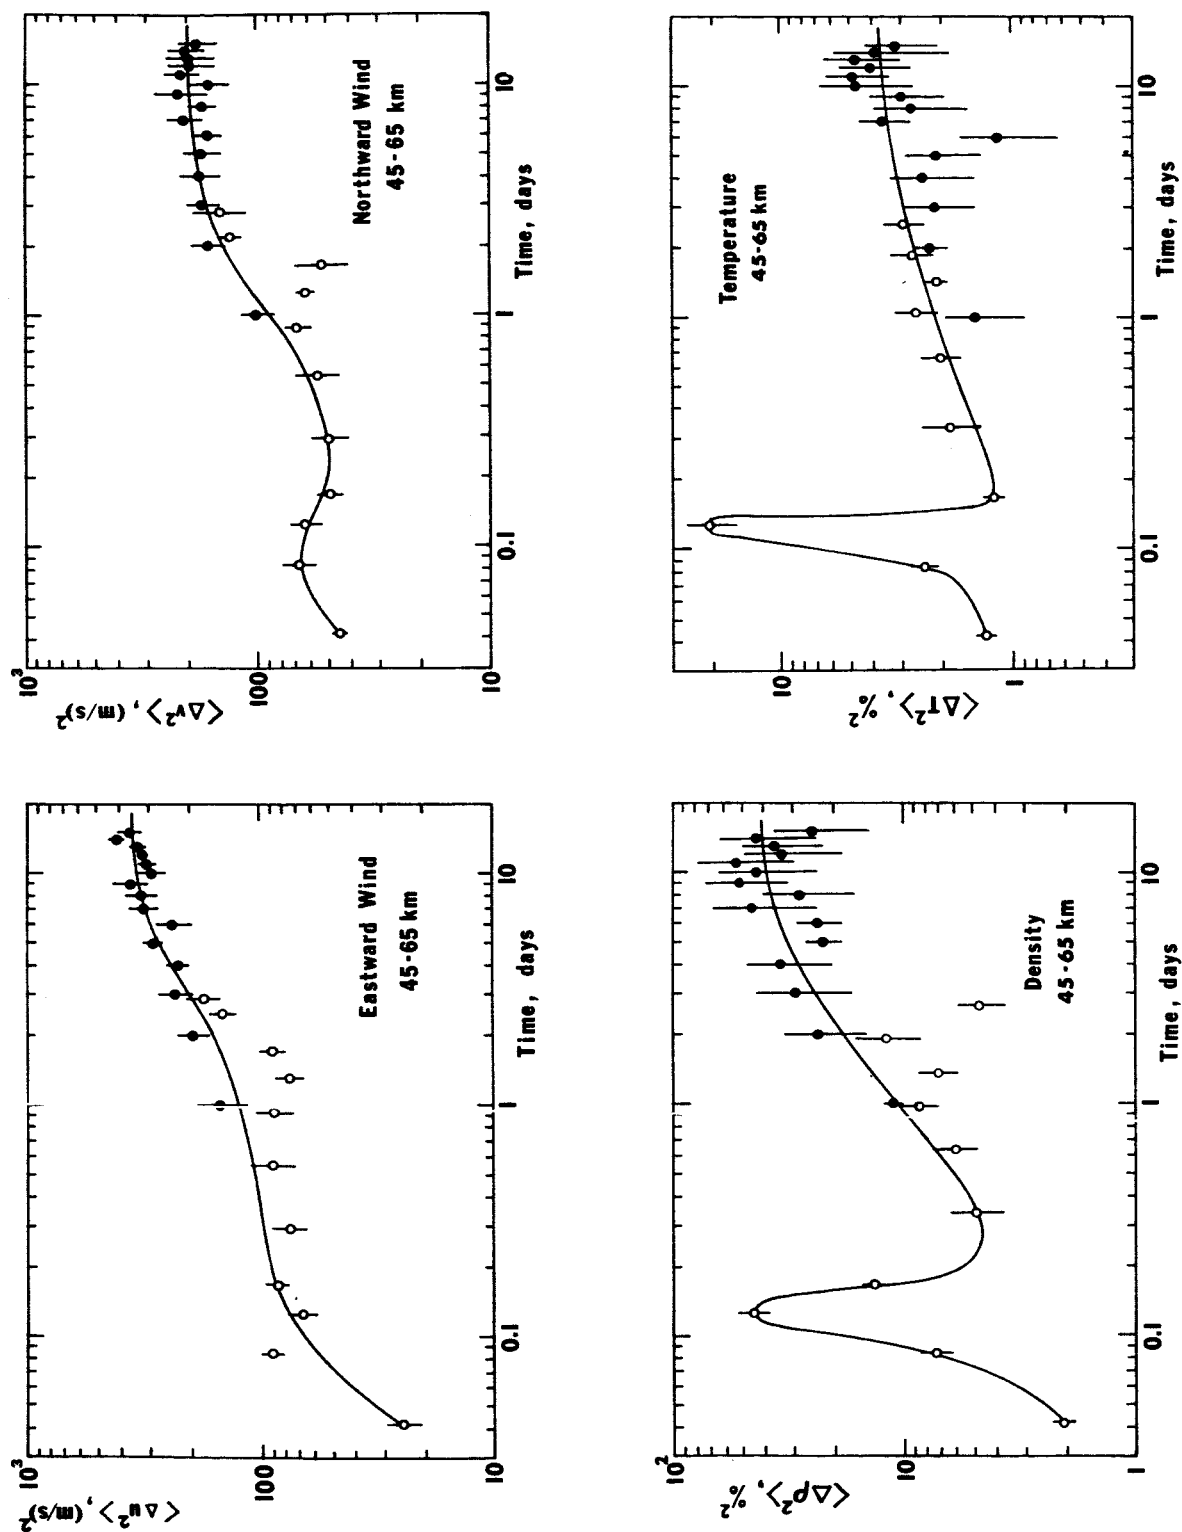 ⟨Δu²⟩, (m/s)²
10³
100
10
0.1
1
10
Time, days
Eastward Wind
45-65 km
⟨Δv²⟩, (m/s)²
10³
100
10
0.1
1
10
Time, days
Northward Wind
45-65 km
⟨Δρ²⟩, %²
10²
10
1
0.1
1
10
Time, days
Density
45-65 km
⟨ΔT²⟩, %²
10
1
0.1
1
10
Time, days
Temperature
45-65 km